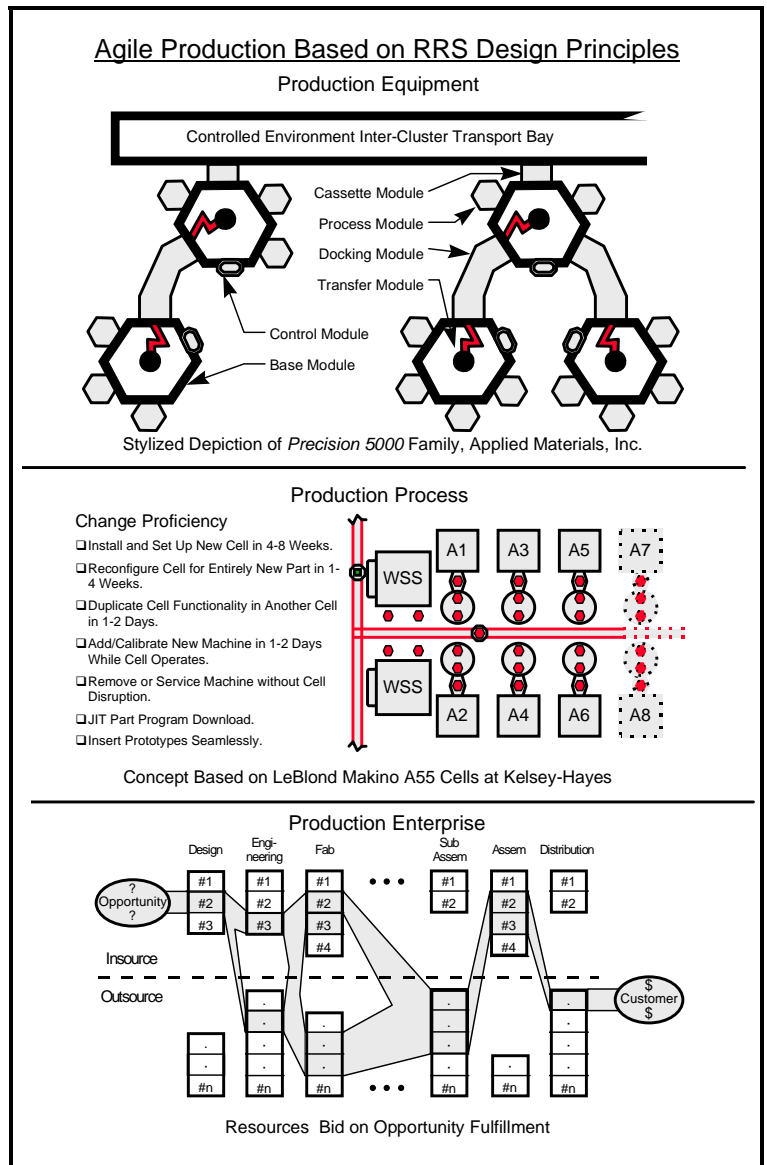 Agile Production Based on RRS Design Principles
Production Equipment
Controlled Environment Inter-Cluster Transport Bay
Cassette Module
Process Module
Docking Module
Transfer Module
Control Module
Base Module
Stylized Depiction of Precision 5000 Family, Applied Materials, Inc.
Production Process
Change Proficiency
❑Install and Set Up New Cell in 4-8 Weeks.
❑Reconfigure Cell for Entirely New Part in 1-
4 Weeks.
❑Duplicate Cell Functionality in Another Cell
in 1-2 Days.
❑Add/Calibrate New Machine in 1-2 Days
While Cell Operates.
❑Remove or Service Machine without Cell
Disruption.
❑JIT Part Program Download.
❑Insert Prototypes Seamlessly.
A1 A3 A5 A7
WSS
WSS
A2 A4 A6 A8
Concept Based on LeBlond Makino A55 Cells at Kelsey-Hayes
Production Enterprise
Design Engi-
neering Fab Sub
Assem Assem Distribution
? Opportunity ?
#1 #1 #1 • • • #1 #1 #1
#2 #2 #2 #2 #2 #2
#3 #3 #3 #3
#4 #4
Insource
Outsource
$ Customer $
. . . . .
. . . .
. . . . .
. . . . . .
#n #n #n • • • #n #n #n
Resources Bid on Opportunity Fulfillment